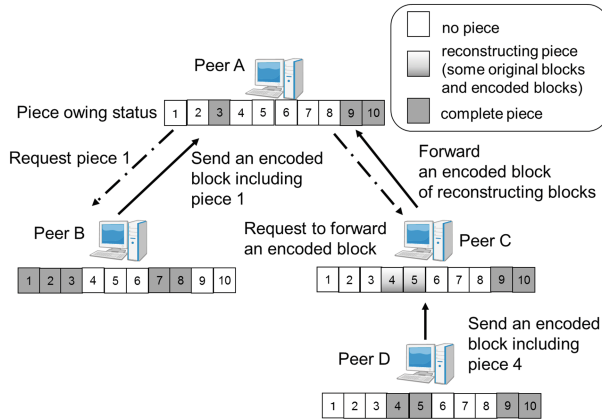 no piece
reconstructing piece
(some original blocks
and encoded blocks)
complete piece
Peer A
Piece owing status
1 2 3 4 5 6 7 8 9 10
Request piece 1
Send an encoded
block including
piece 1
Forward
an encoded block
of reconstructing blocks
Peer B
Request to forward
an encoded block
Peer C
1 2 3 4 5 6 7 8 9 10
1 2 3 4 5 6 7 8 9 10
Peer D
Send an encoded
block including
piece 4
1 2 3 4 5 6 7 8 9 10